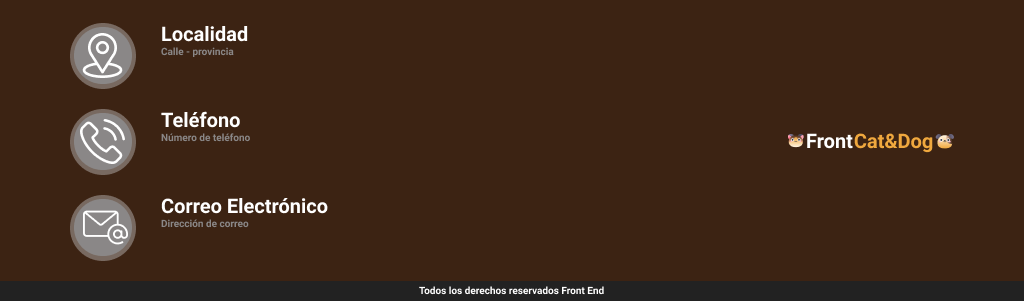 Localidad
Calle - provincia
Teléfono
Número de teléfono
FrontCat&Dog
Correo Electrónico
Dirección de correo
Todos los derechos reservados Front End